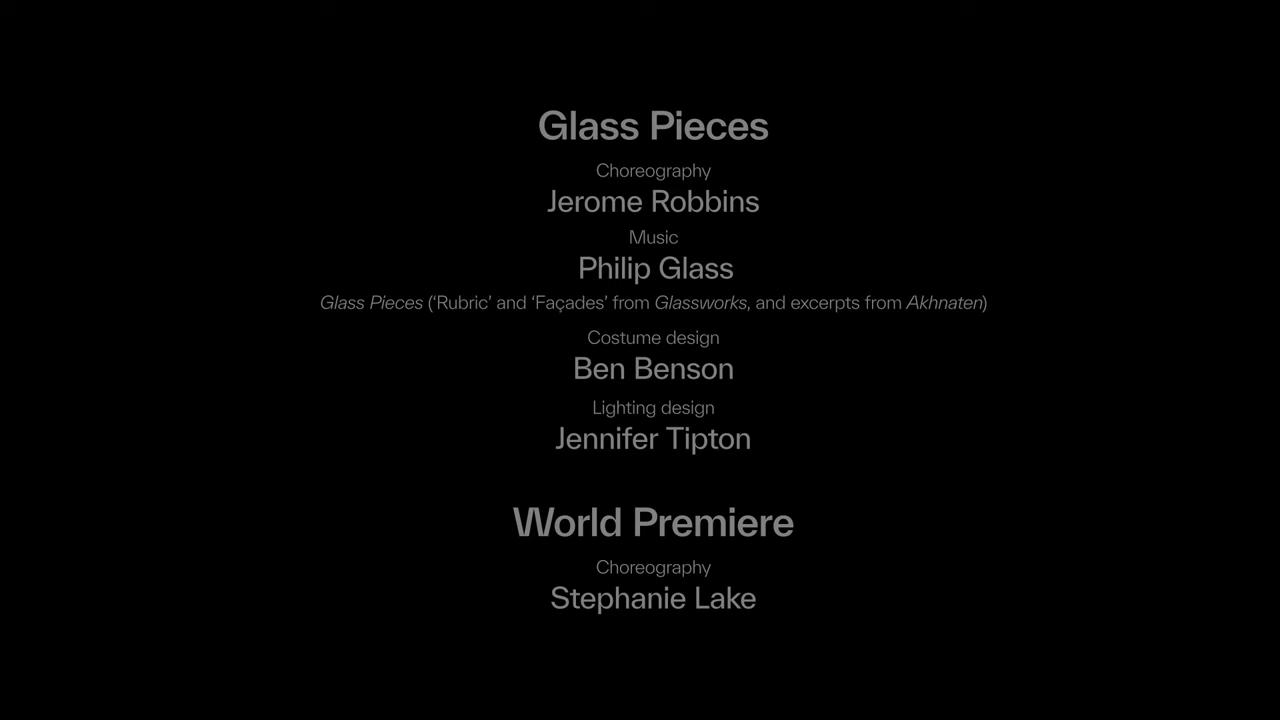 Glass Pieces
Choreography
Jerome Robbins
Music
Philip Glass
Glass Pieces (‘Rubric’ and ‘Façades’ from Glassworks, and excerpts from Akhnaten)
Costume design
Ben Benson
Lighting design
Jennifer Tipton
World Premiere
Choreography
Stephanie Lake